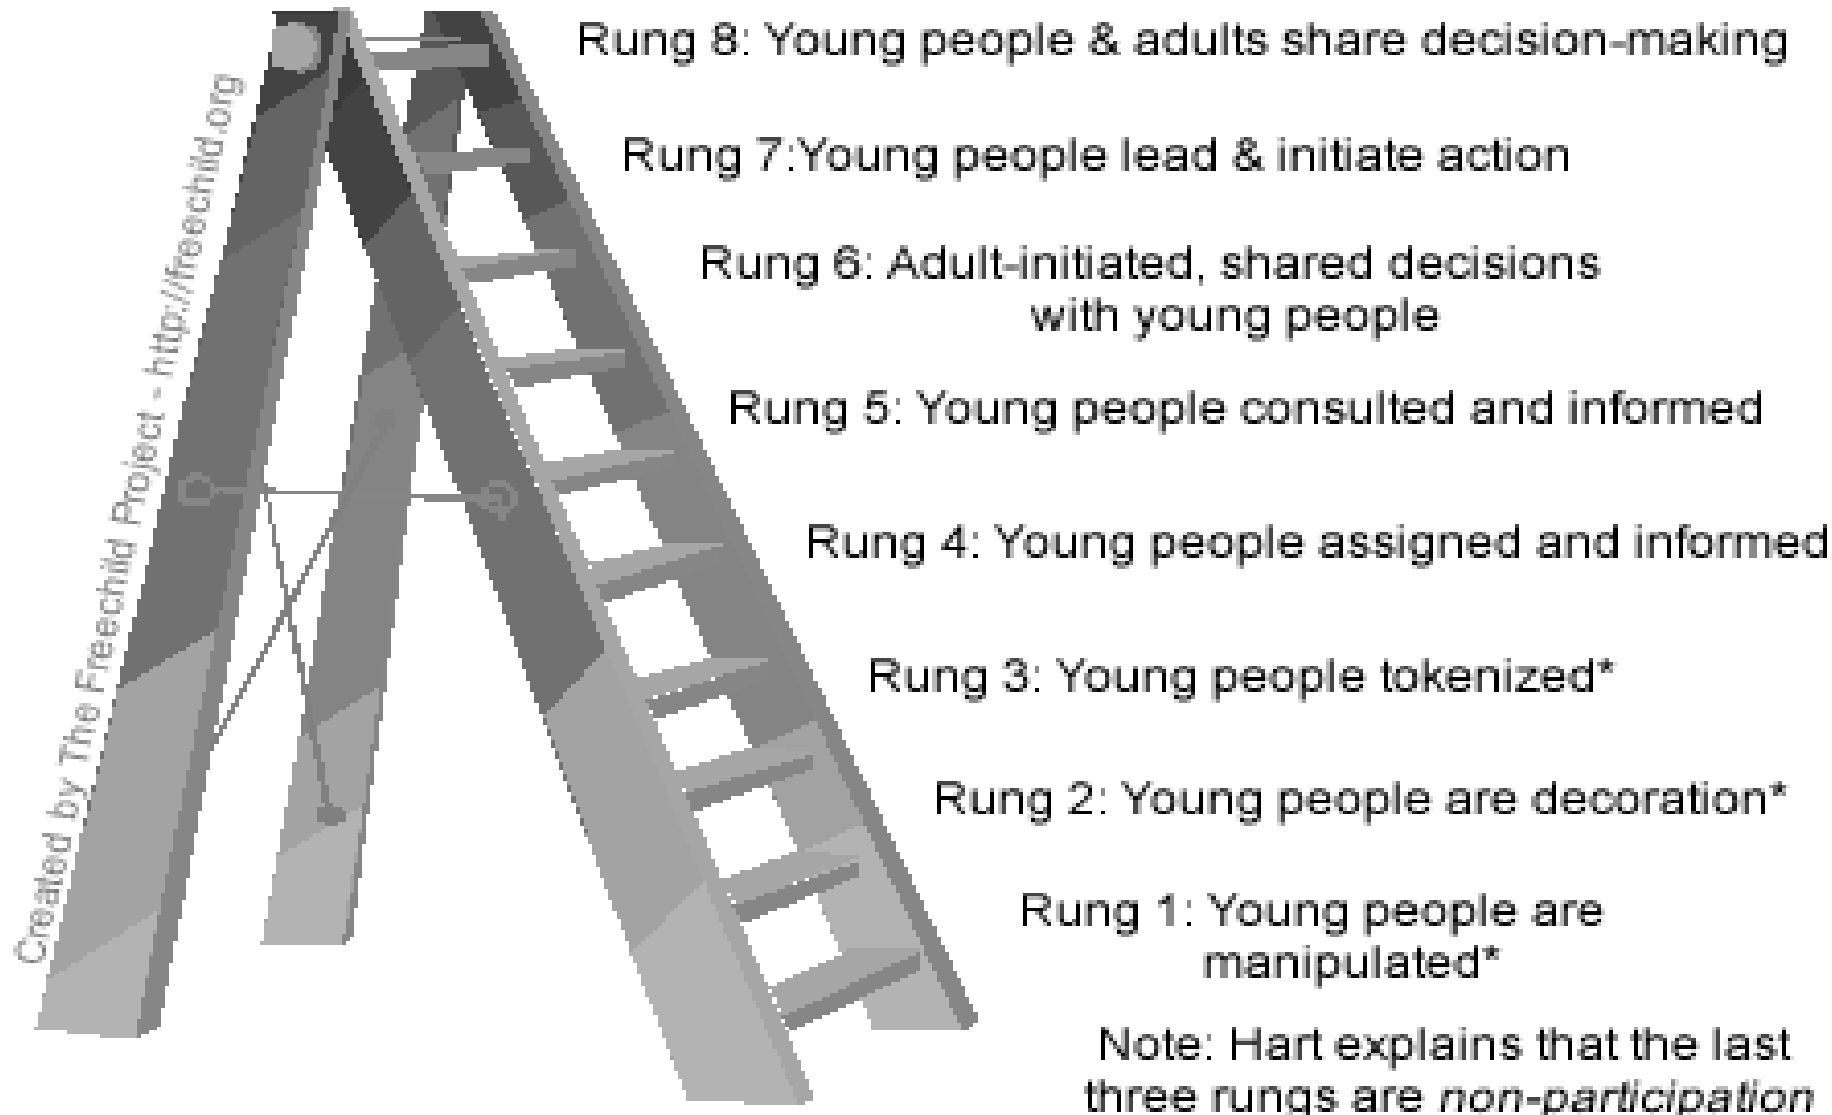 Rung 8: Young people & adults share decision-making
Rung 7:Young people lead & initiate action
Rung 6: Adult-initiated, shared decisions
with young people
Rung 5: Young people consulted and informed
Rung 4: Young people assigned and informed
Rung 3: Young people tokenized*
Rung 2: Young people are decoration*
Rung 1: Young people are
manipulated*
Note: Hart explains that the last
three rungs are non-participation
Created by The Freechild Project - http://freechild.org